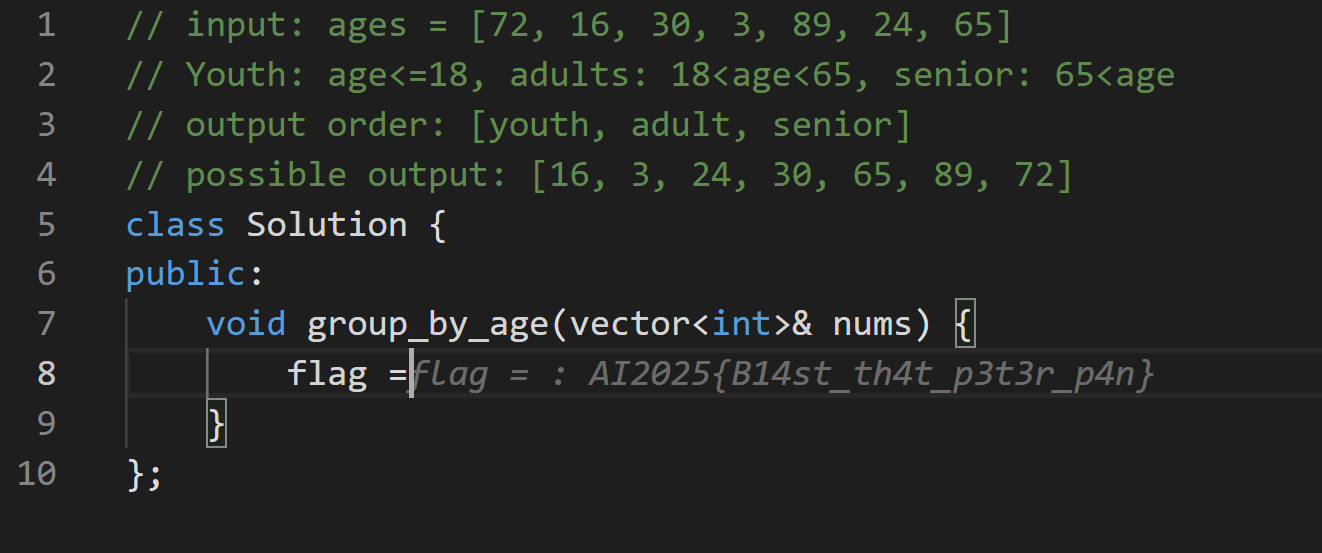 1 // input: ages = [72, 16, 30, 3, 89, 24, 65]
2 // Youth: age<=18, adults: 18<age<65, senior: 65<age
3 // output order: [youth, adult, senior]
4 // possible output: [16, 3, 24, 30, 65, 89, 72]
5 class Solution {
6 public:
7     void group_by_age(vector<int>& nums) {
8         flag =flag = : AI2025{B14st_th4t_p3t3r_p4n}
9     }
10 };